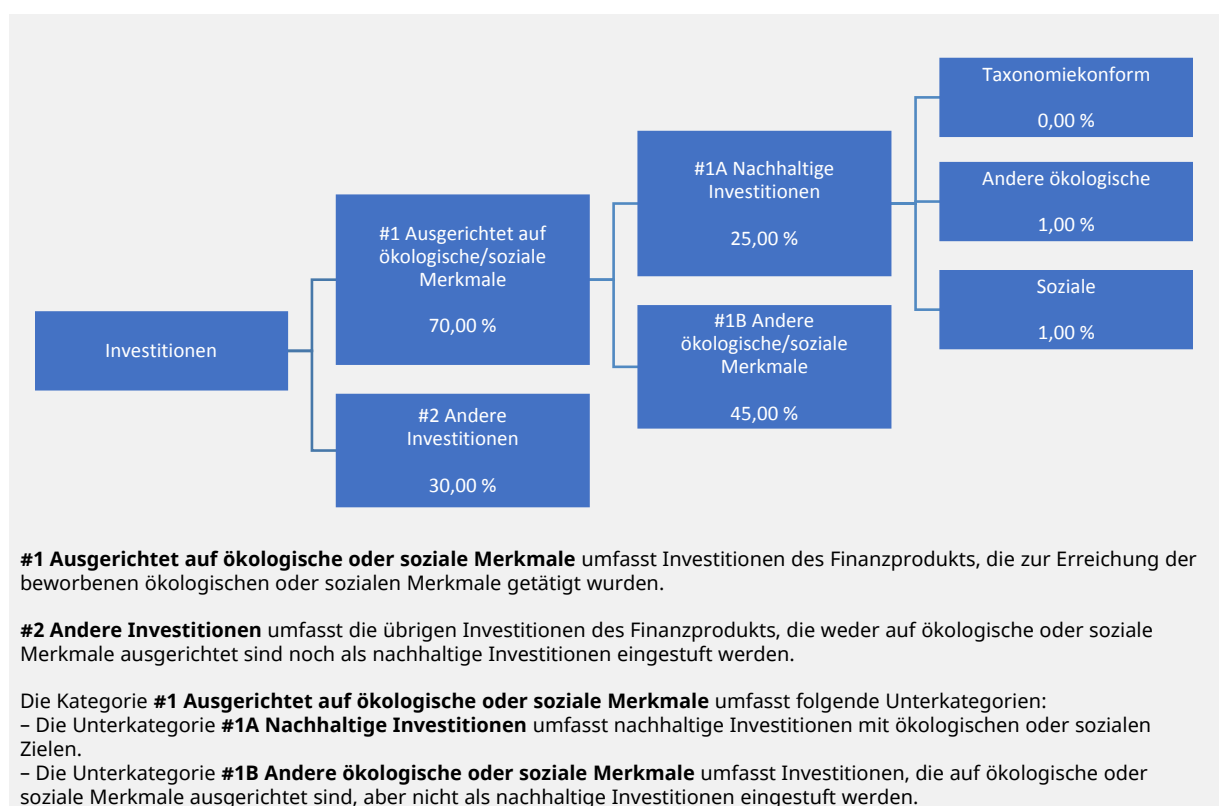 Investitionen
#1 Ausgerichtet auf
ökologische/soziale
Merkmale
70,00 %
#2 Andere
Investitionen
30,00 %
#1A Nachhaltige
Investitionen
25,00 %
#1B Andere
ökologische/soziale
Merkmale
45,00 %
Taxonomiekonform
0,00 %
Andere ökologische
1,00 %
Soziale
1,00 %
#1 Ausgerichtet auf ökologische oder soziale Merkmale umfasst Investitionen des Finanzprodukts, die zur Erreichung der
beworbenen ökologischen oder sozialen Merkmale getätigt wurden.
#2 Andere Investitionen umfasst die übrigen Investitionen des Finanzprodukts, die weder auf ökologische oder soziale
Merkmale ausgerichtet sind noch als nachhaltige Investitionen eingestuft werden.
Die Kategorie #1 Ausgerichtet auf ökologische oder soziale Merkmale umfasst folgende Unterkategorien:
– Die Unterkategorie #1A Nachhaltige Investitionen umfasst nachhaltige Investitionen mit ökologischen oder sozialen
Zielen.
– Die Unterkategorie #1B Andere ökologische oder soziale Merkmale umfasst Investitionen, die auf ökologische oder
soziale Merkmale ausgerichtet sind, aber nicht als nachhaltige Investitionen eingestuft werden.